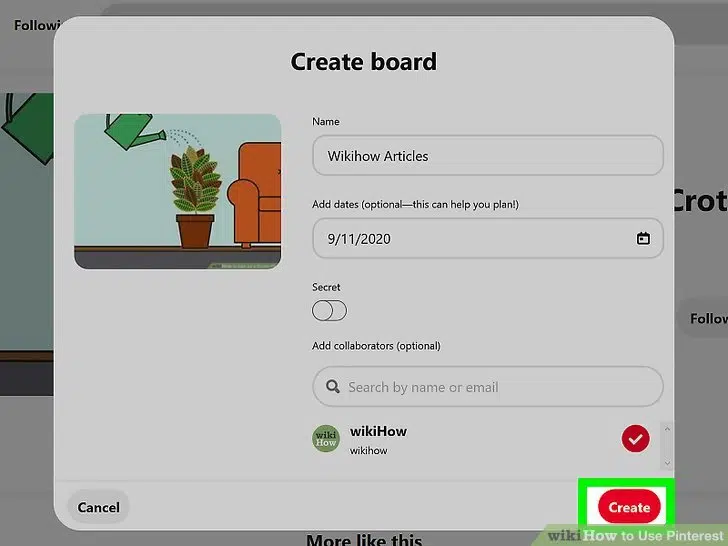 Followi
Create board
Name
Wikihow Articles
Add dates (optional—this can help you plan!)
9/11/2020
Crot
Secret
Follow
Add collaborators (optional)
Search by name or email
wiki
How
wikiHow
wikihow
Cancel
Create
More like this
wikiHow to Use Pinterest